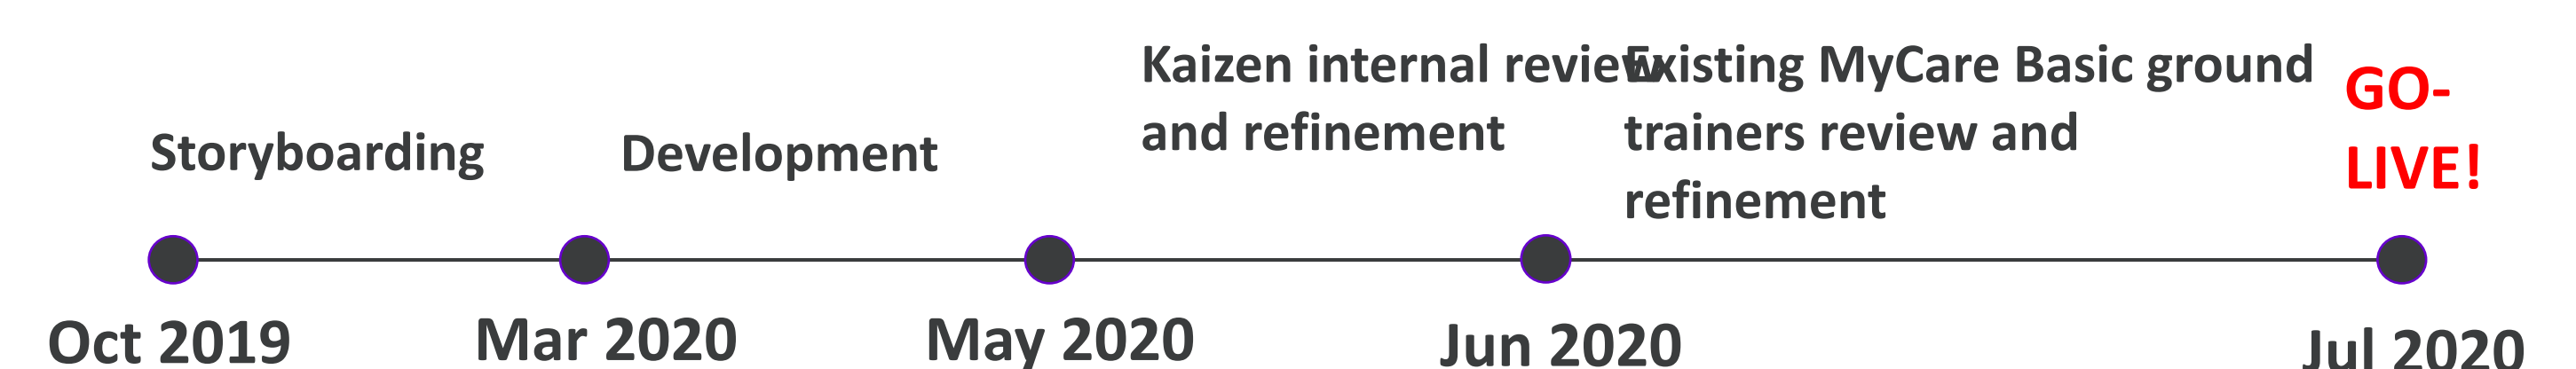 Storyboarding
Development
Kaizen internal review
and refinement
Existing MyCare Basic ground
trainers review and
refinement
GO-
LIVE!
Oct 2019
Mar 2020
May 2020
Jun 2020
Jul 2020